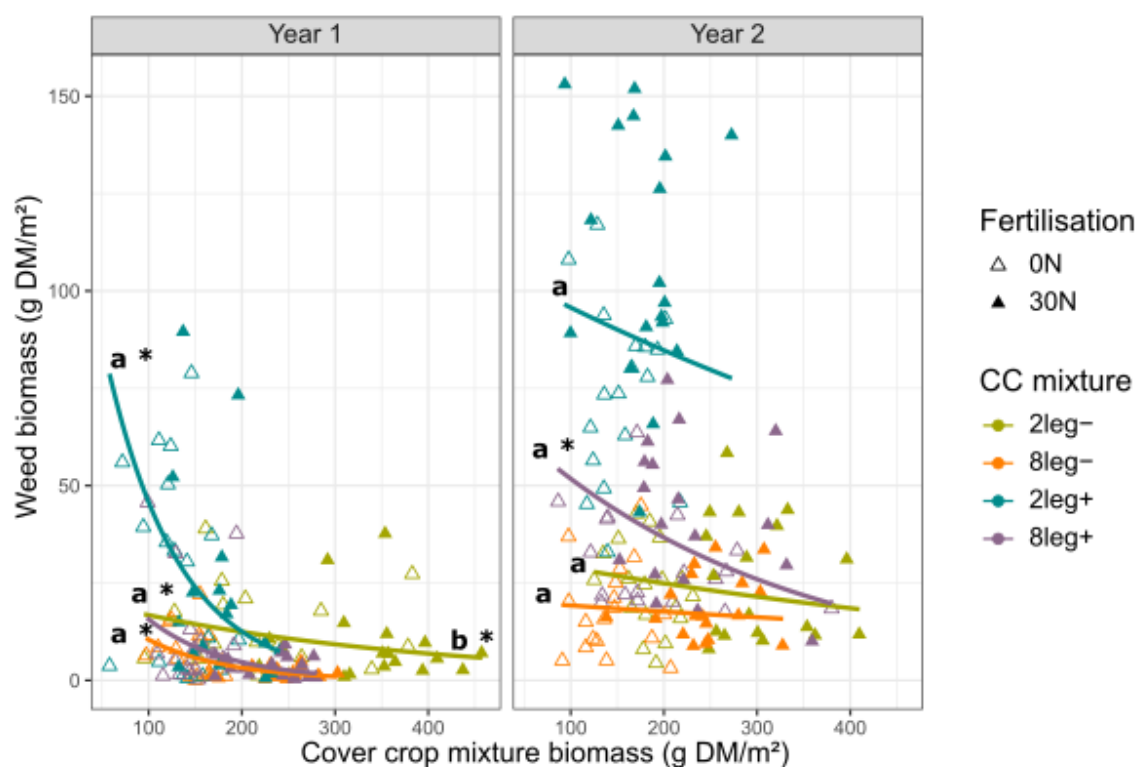 Year 1
Year 2
Weed biomass (g DM/m²)
150
100
50
0
a *
a *
a *
b *
a
a *
a
a
100
200
300
400
100
200
300
400
Cover crop mixture biomass (g DM/m²)
Fertilisation
0N
30N
CC mixture
2leg−
8leg−
2leg+
8leg+